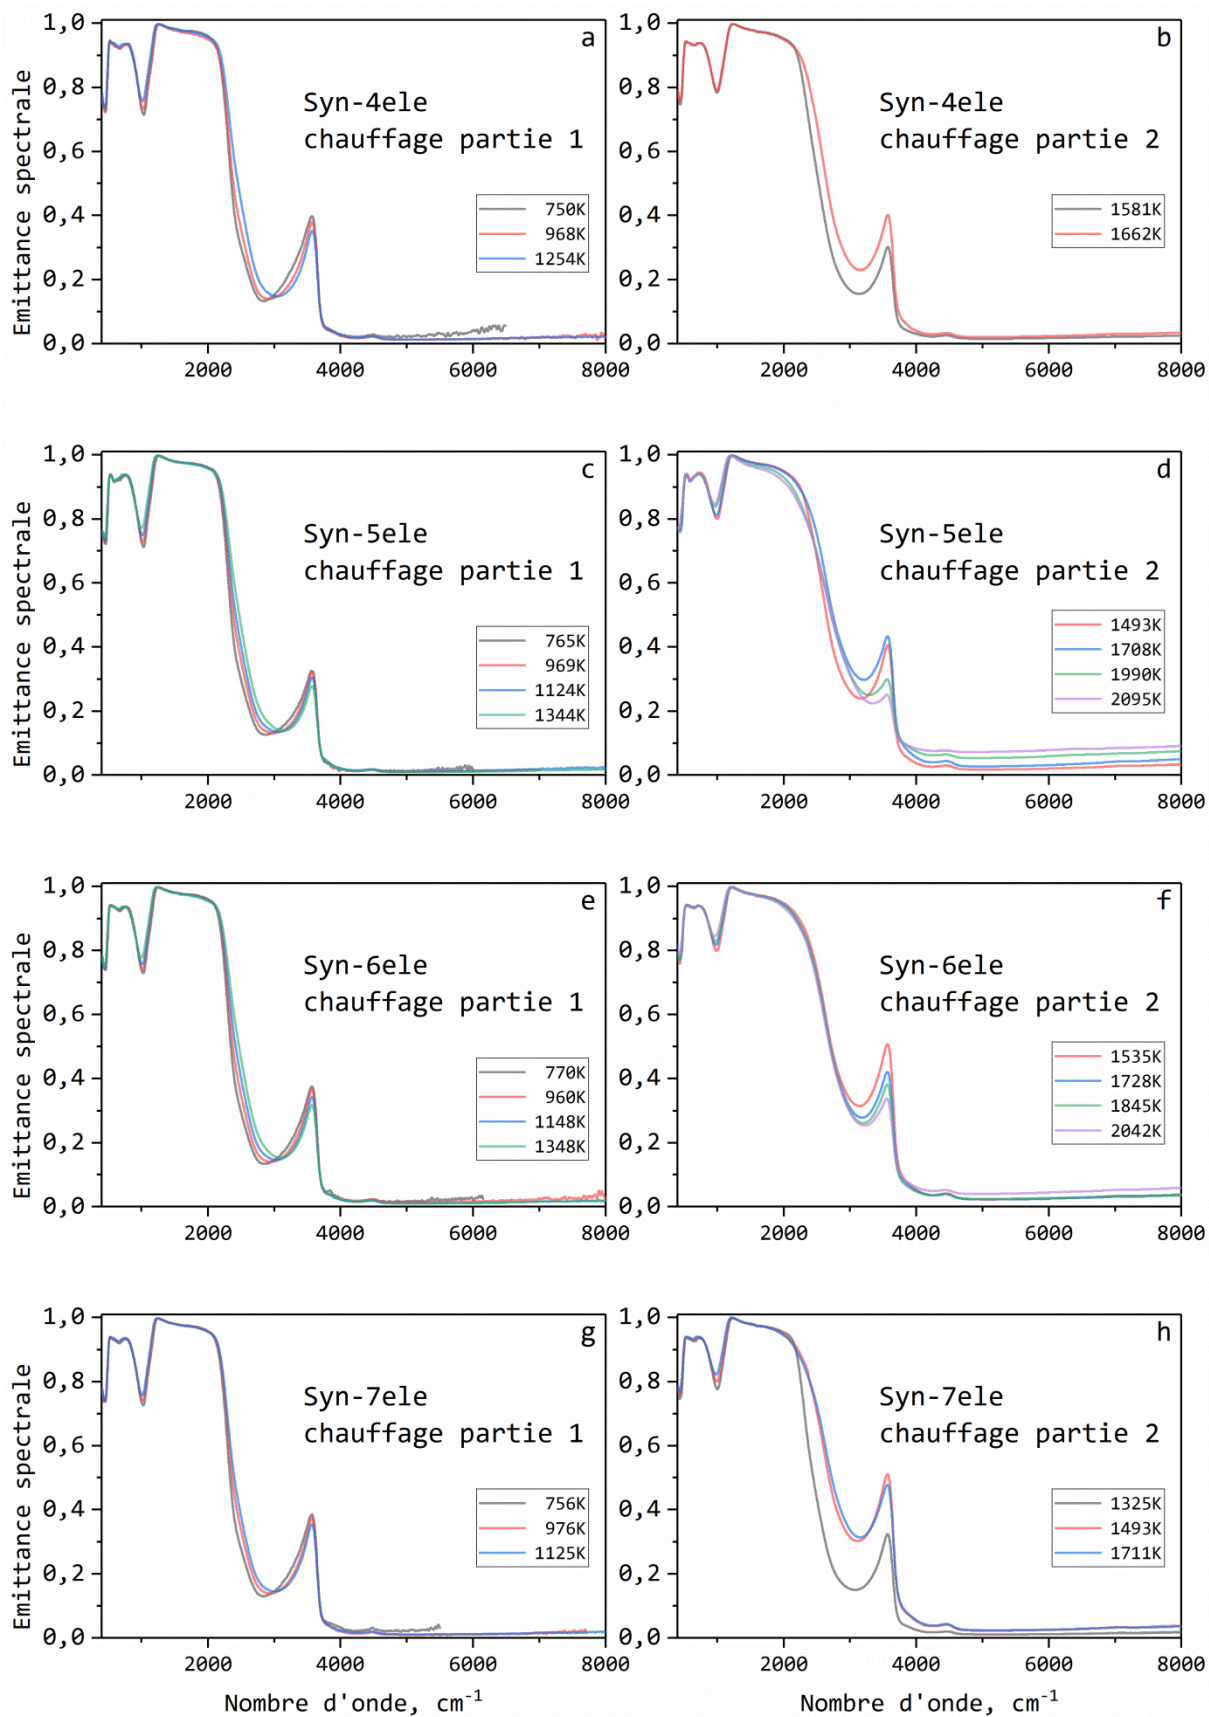 1,0
0,8
0,6
0,4
0,2
0,0
Emittance spectrale
a
Syn-4ele
chauffage partie 1
750K
968K
1254K
2000 4000 6000 8000
1,0
0,8
0,6
0,4
0,2
0,0
b
Syn-4ele
chauffage partie 2
1581K
1662K
2000 4000 6000 8000
1,0
0,8
0,6
0,4
0,2
0,0
Emittance spectrale
c
Syn-5ele
chauffage partie 1
765K
969K
1124K
1344K
2000 4000 6000 8000
1,0
0,8
0,6
0,4
0,2
0,0
d
Syn-5ele
chauffage partie 2
1493K
1708K
1990K
2095K
2000 4000 6000 8000
1,0
0,8
0,6
0,4
0,2
0,0
Emittance spectrale
e
Syn-6ele
chauffage partie 1
770K
960K
1148K
1348K
2000 4000 6000 8000
1,0
0,8
0,6
0,4
0,2
0,0
f
Syn-6ele
chauffage partie 2
1535K
1728K
1845K
2042K
2000 4000 6000 8000
1,0
0,8
0,6
0,4
0,2
0,0
Emittance spectrale
g
Syn-7ele
chauffage partie 1
756K
976K
1125K
2000 4000 6000 8000
Nombre d'onde, cm⁻¹
1,0
0,8
0,6
0,4
0,2
0,0
h
Syn-7ele
chauffage partie 2
1325K
1493K
1711K
2000 4000 6000 8000
Nombre d'onde, cm⁻¹